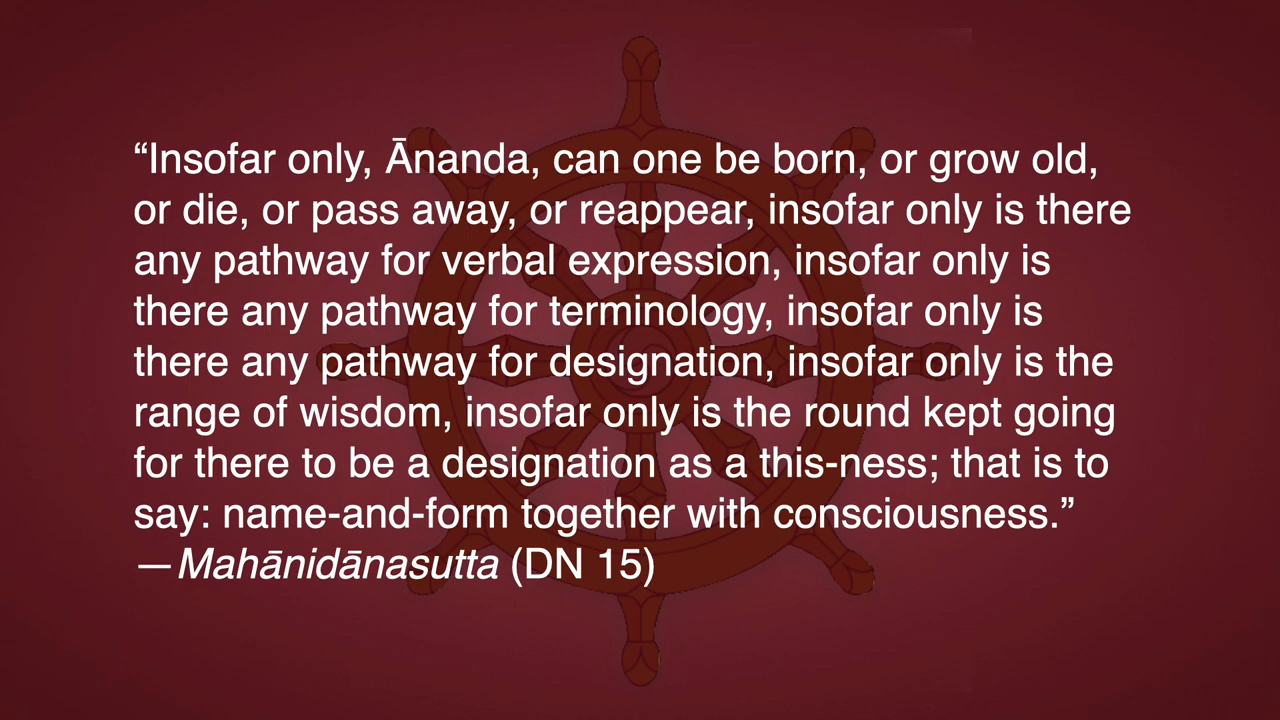 “Insofar only, Ānanda, can one be born, or grow old,
or die, or pass away, or reappear, insofar only is there
any pathway for verbal expression, insofar only is
there any pathway for terminology, insofar only is
there any pathway for designation, insofar only is the
range of wisdom, insofar only is the round kept going
for there to be a designation as a this-ness; that is to
say: name-and-form together with consciousness.”
—Mahānidānasutta (DN 15)